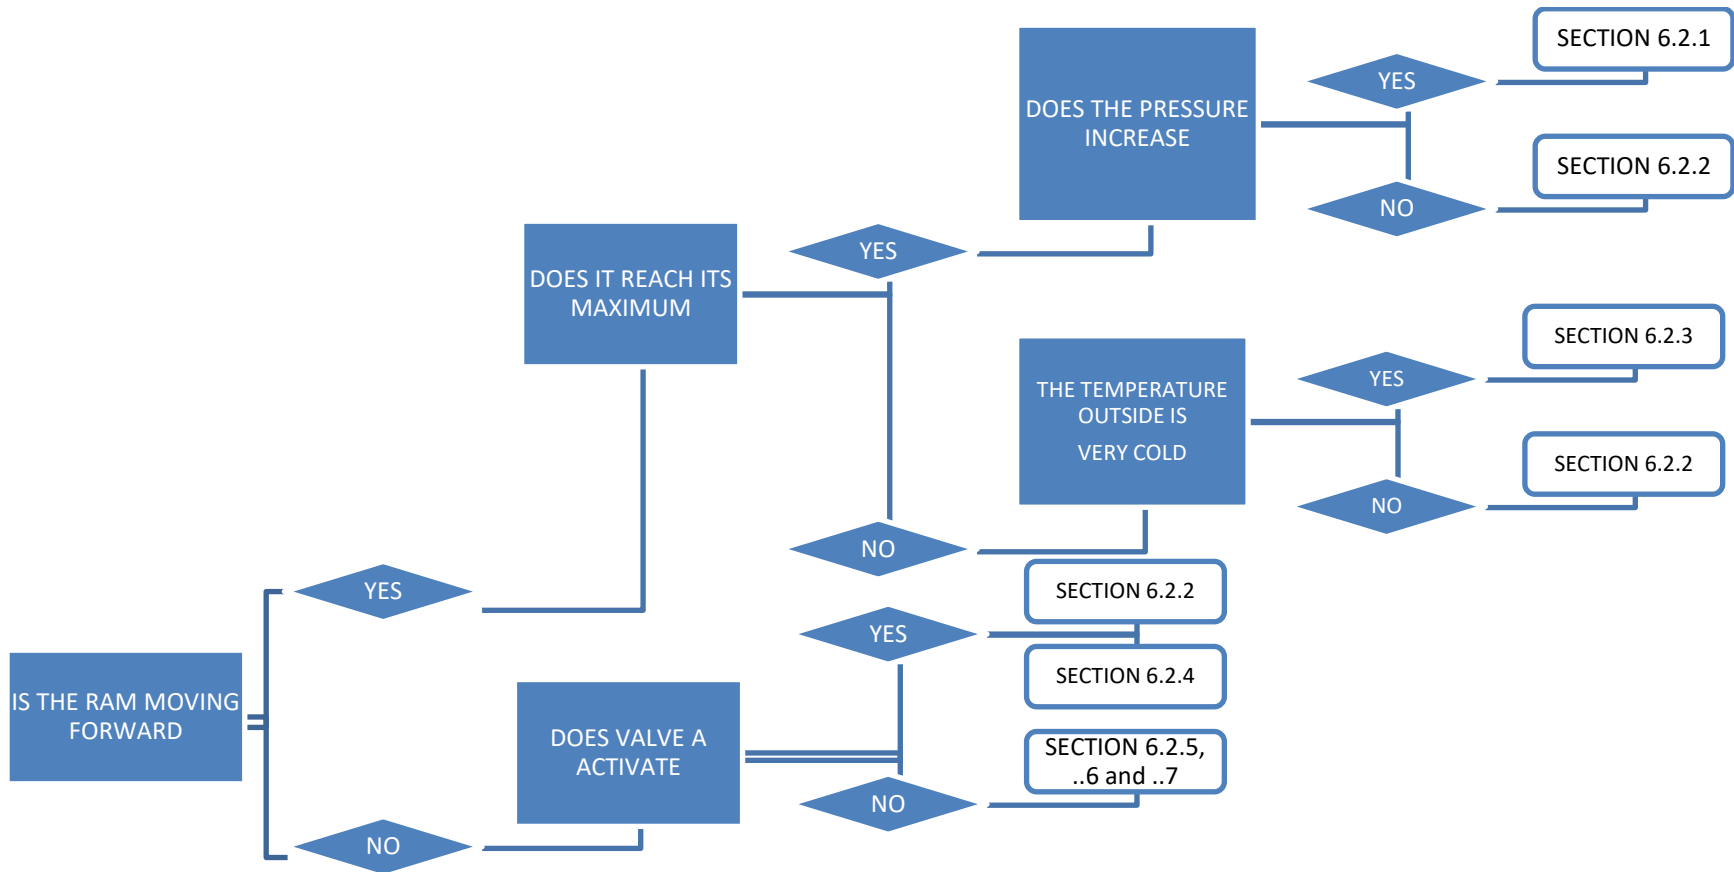 SECTION 6.2.1
YES
DOES THE PRESSURE
INCREASE
SECTION 6.2.2
NO
YES
DOES IT REACH ITS
MAXIMUM
SECTION 6.2.3
YES
THE TEMPERATURE
OUTSIDE IS
VERY COLD
SECTION 6.2.2
NO
NO
YES
SECTION 6.2.2
YES
SECTION 6.2.4
IS THE RAM MOVING
FORWARD
DOES VALVE A
ACTIVATE
SECTION 6.2.5,
..6 and ..7
NO
NO